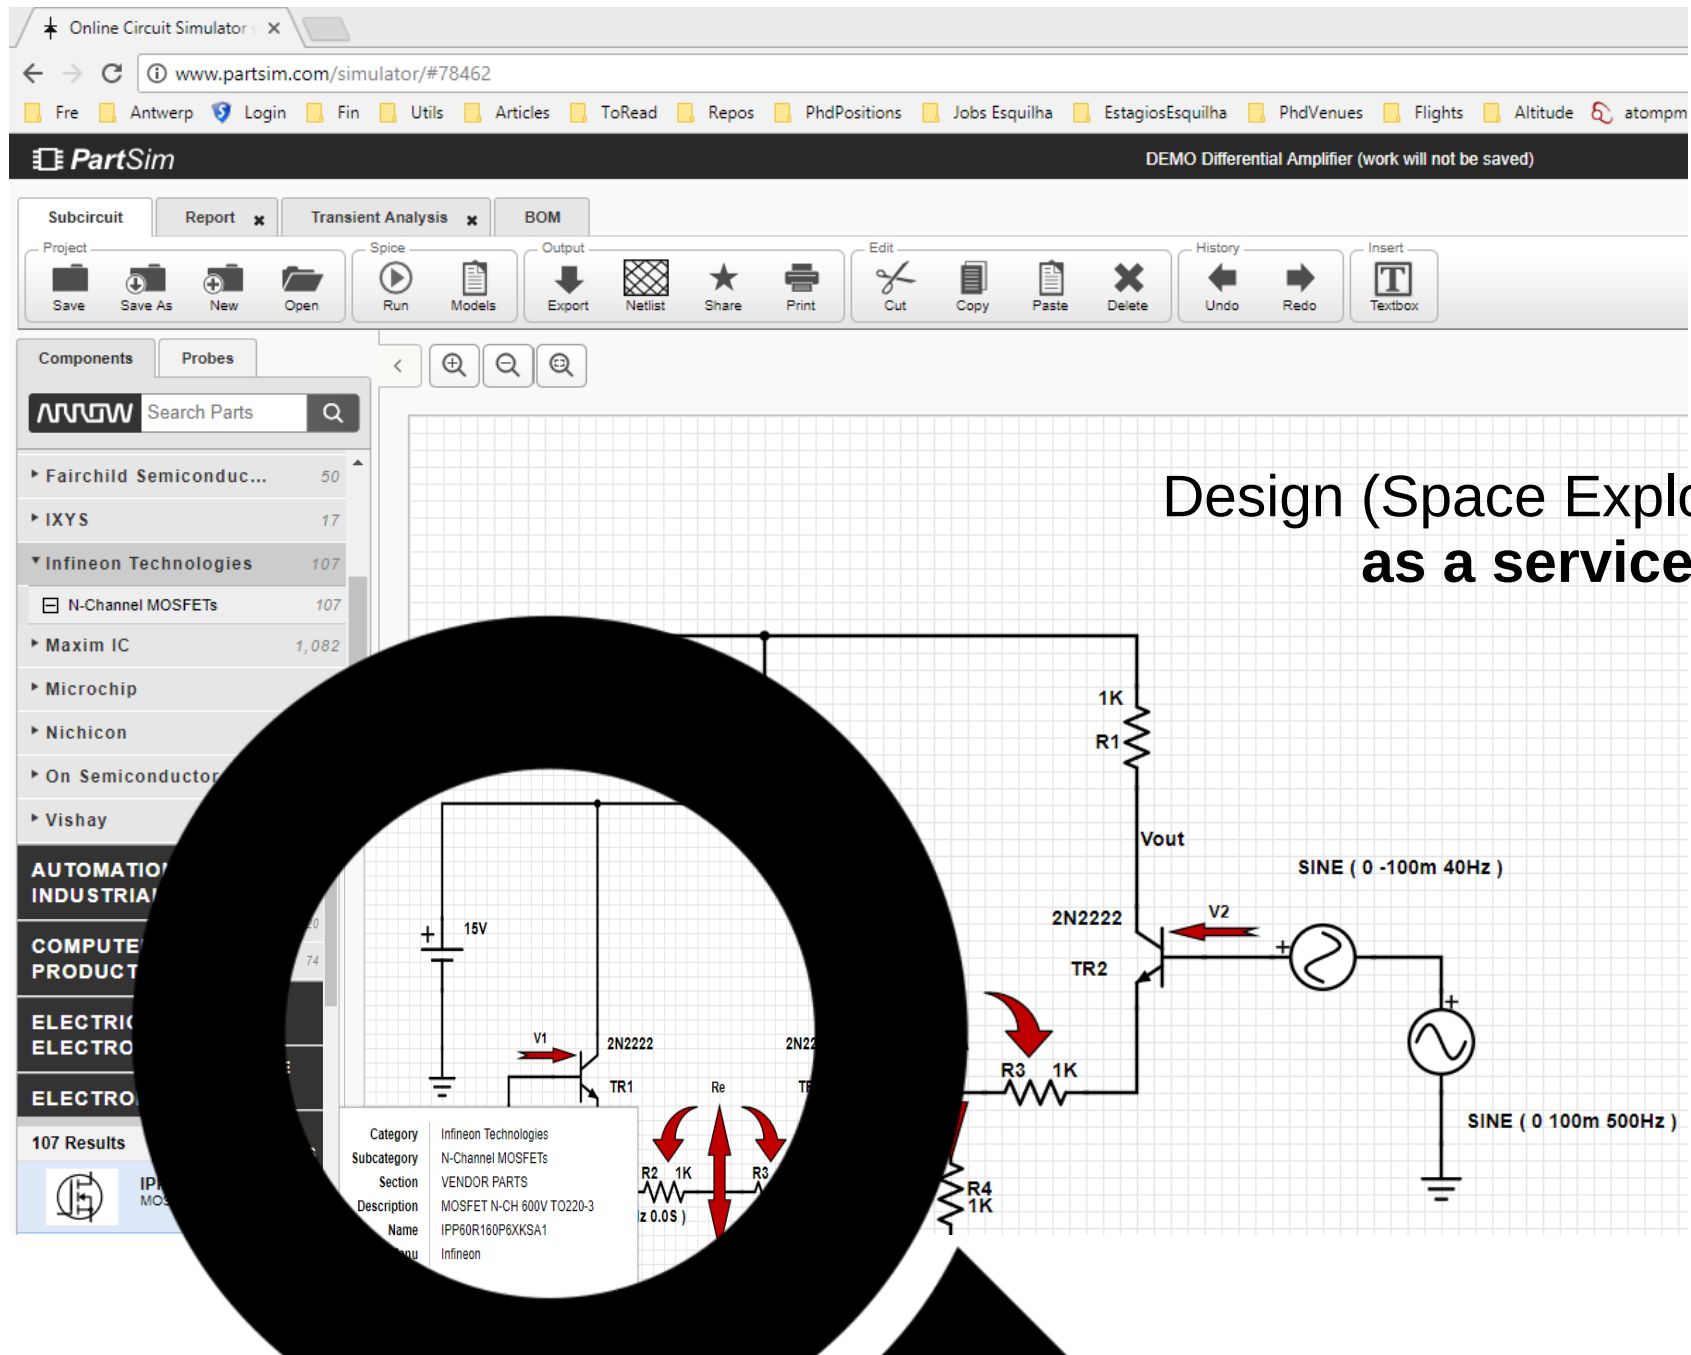 Online Circuit Simulator
www.partsim.com/simulator/#78462
Fre Antwerp Login Fin Utils Articles ToRead Repos PhdPositions Jobs Esquilha EstagiosEsquilha PhdVenues Flights Altitude atompm
PartSim DEMO Differential Amplifier (work will not be saved)
Subcircuit Report Transient Analysis BOM
Project Spice Output Edit History Insert
Save Save As New Open Run Models Export Netlist Share Print Cut Copy Paste Delete Undo Redo Textbox
Components Probes
ARROW Search Parts
Fairchild Semiconduc... 50
IXYS 17
Infineon Technologies 107
N-Channel MOSFETs 107
Maxim IC 1,082
Microchip
Nichicon
On Semiconductor
Vishay
INDUSTRIAL
74
107 Results
Design (Space
as a service
1K
R1
Vout
SINE ( 0 -100m 40Hz )
2N2222
V2
TR2
R3 1K
SINE ( 0 100m 500Hz )
R4
1K
15V
V1
2N2222
TR1
Re
R2 1K
R3
z 0.0S )
Category Infineon Technologies
Subcategory N-Channel MOSFETs
Section VENDOR PARTS
Description MOSFET N-CH 600V TO220-3
Name IPP60R160P6XKSA1
Infineon